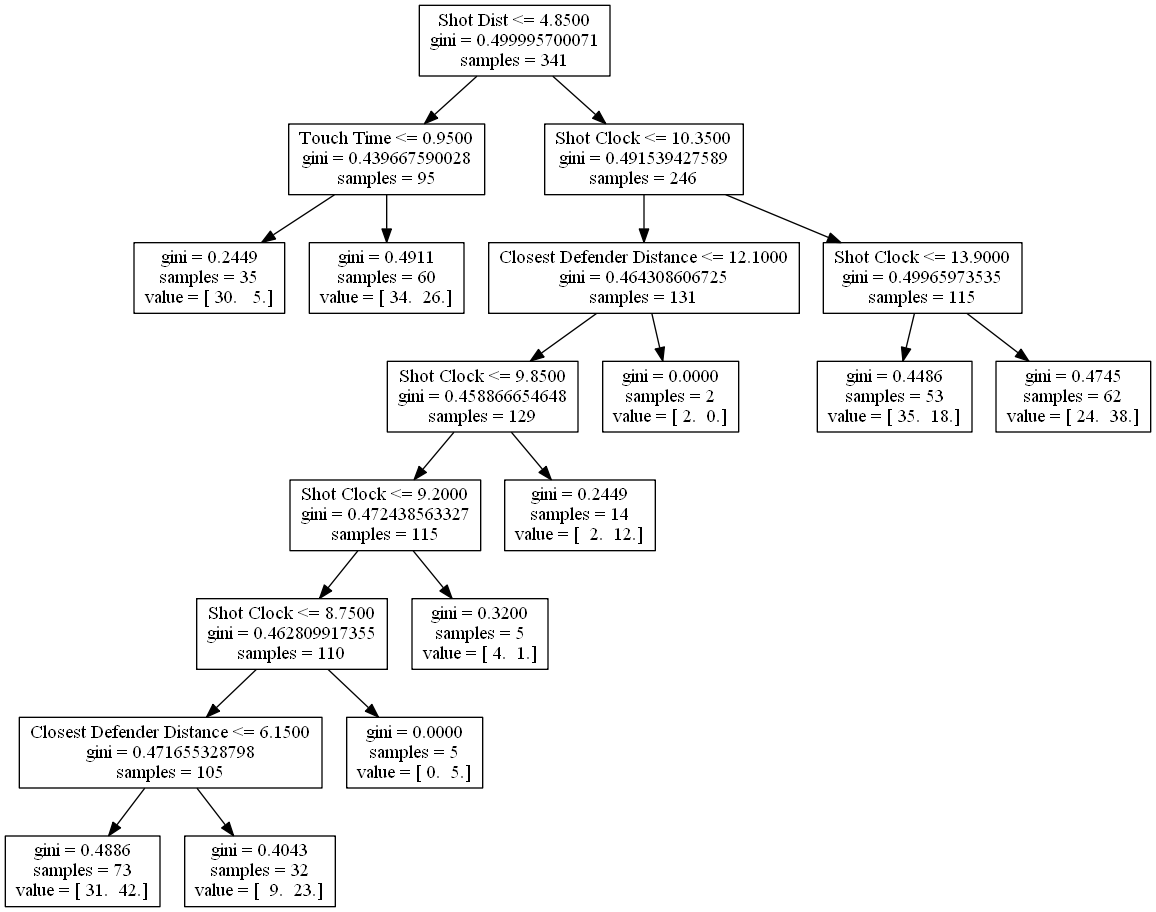 Shot Dist <= 4.8500
gini = 0.499995700071
samples = 341
Touch Time <= 0.9500
gini = 0.439667590028
samples = 95
Shot Clock <= 10.3500
gini = 0.491539427589
samples = 246
gini = 0.2449
samples = 35
value = [ 30.   5.]
gini = 0.4911
samples = 60
value = [ 34.  26.]
Closest Defender Distance <= 12.1000
gini = 0.464308606725
samples = 131
Shot Clock <= 13.9000
gini = 0.49965973535
samples = 115
Shot Clock <= 9.8500
gini = 0.458866654648
samples = 129
gini = 0.0000
samples = 2
value = [ 2.  0.]
gini = 0.4486
samples = 53
value = [ 35.  18.]
gini = 0.4745
samples = 62
value = [ 24.  38.]
Shot Clock <= 9.2000
gini = 0.472438563327
samples = 115
gini = 0.2449
samples = 14
value = [  2.  12.]
Shot Clock <= 8.7500
gini = 0.462809917355
samples = 110
gini = 0.3200
samples = 5
value = [ 4.  1.]
Closest Defender Distance <= 6.1500
gini = 0.471655328798
samples = 105
gini = 0.0000
samples = 5
value = [ 0.  5.]
gini = 0.4886
samples = 73
value = [ 31.  42.]
gini = 0.4043
samples = 32
value = [  9.  23.]